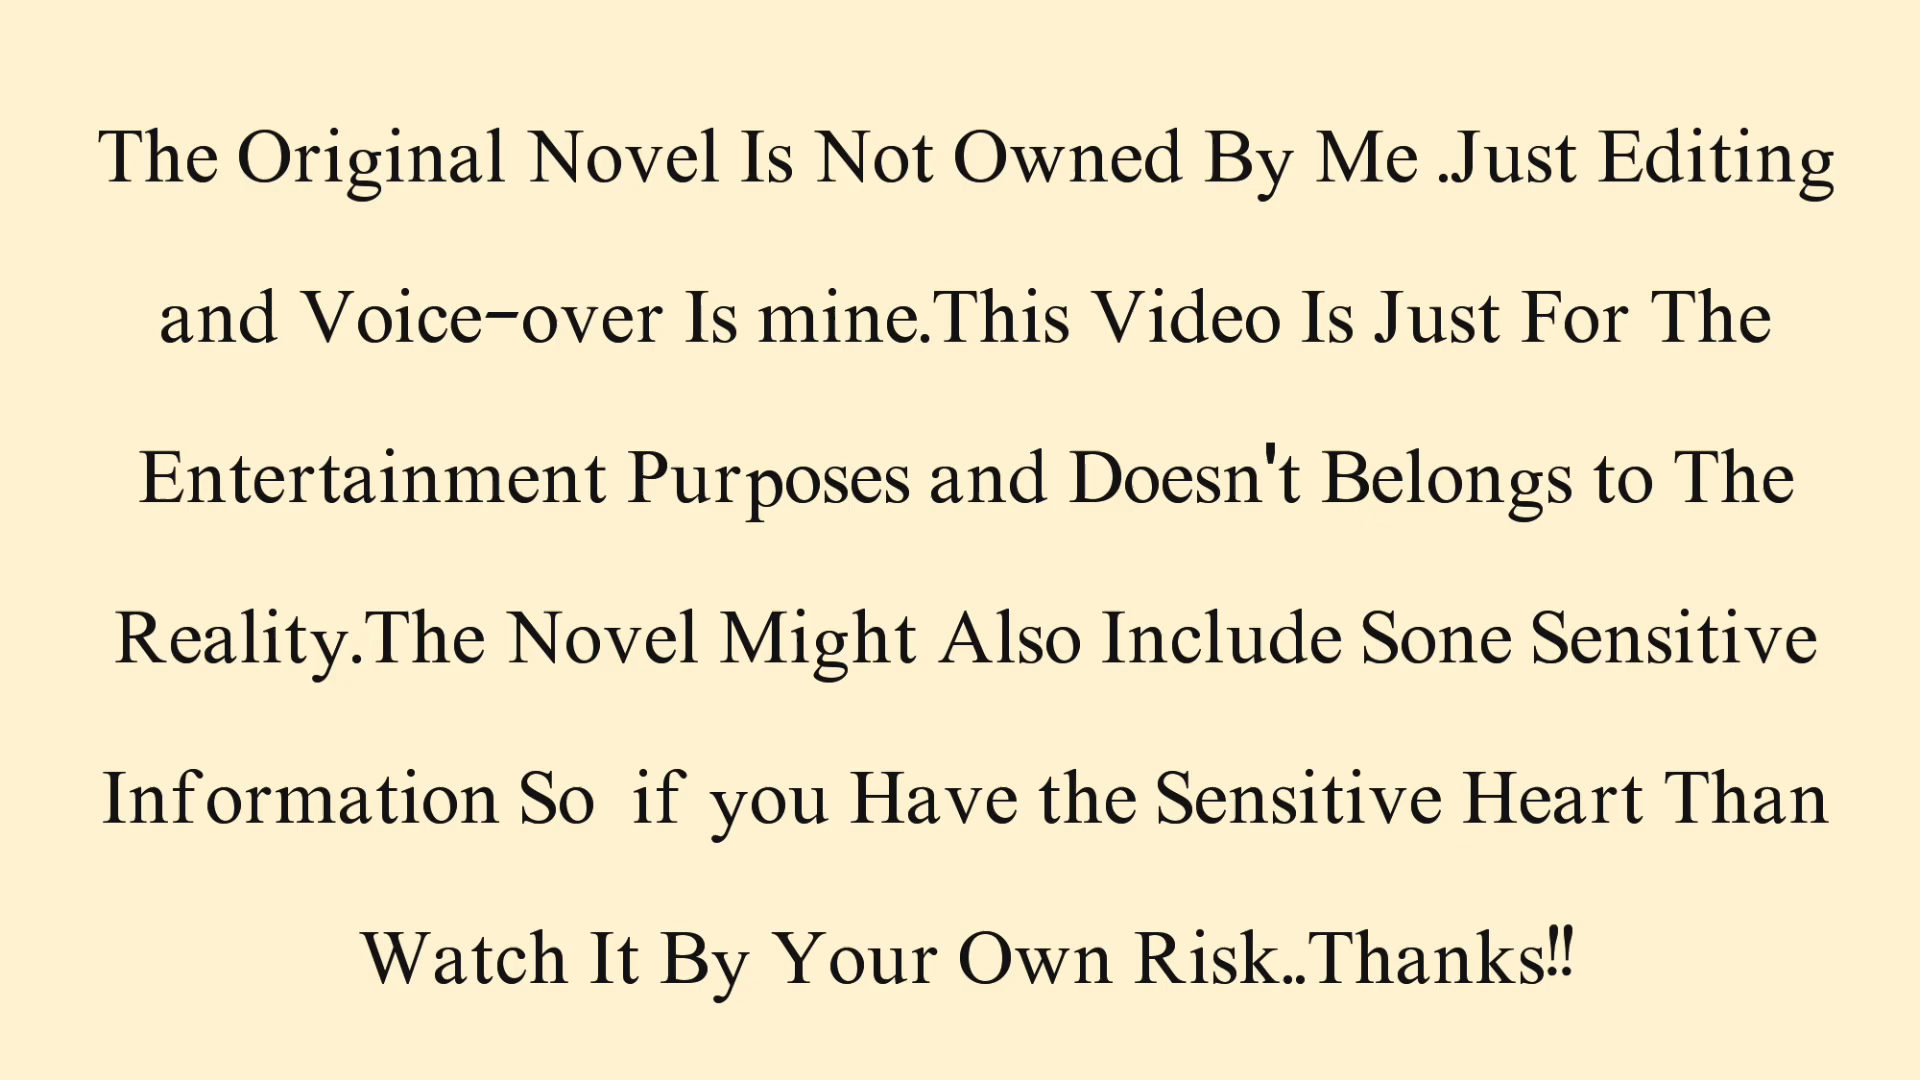 The Original Novel Is Not Owned By Me .Just Editing
and Voice-over Is mine.This Video Is Just For The
Entertainment Purposes and Doesn't Belongs to The
Reality.The Novel Might Also Include Sone Sensitive
Information So  if you Have the Sensitive Heart Than
Watch It By Your Own Risk..Thanks!!